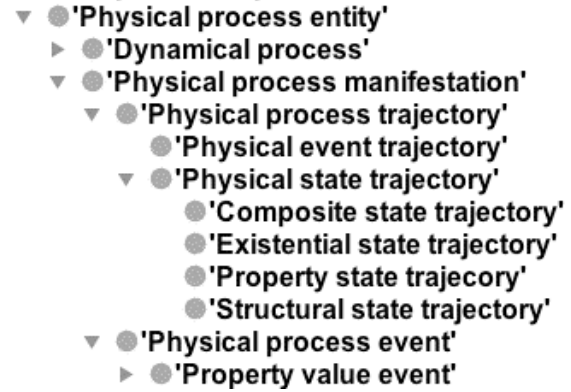 'Physical process entity'
'Dynamical process'
'Physical process manifestation'
'Physical process trajectory'
'Physical event trajectory'
'Physical state trajectory'
'Composite state trajectory'
'Existential state trajectory'
'Property state trajecory'
'Structural state trajectory'
'Physical process event'
'Property value event'